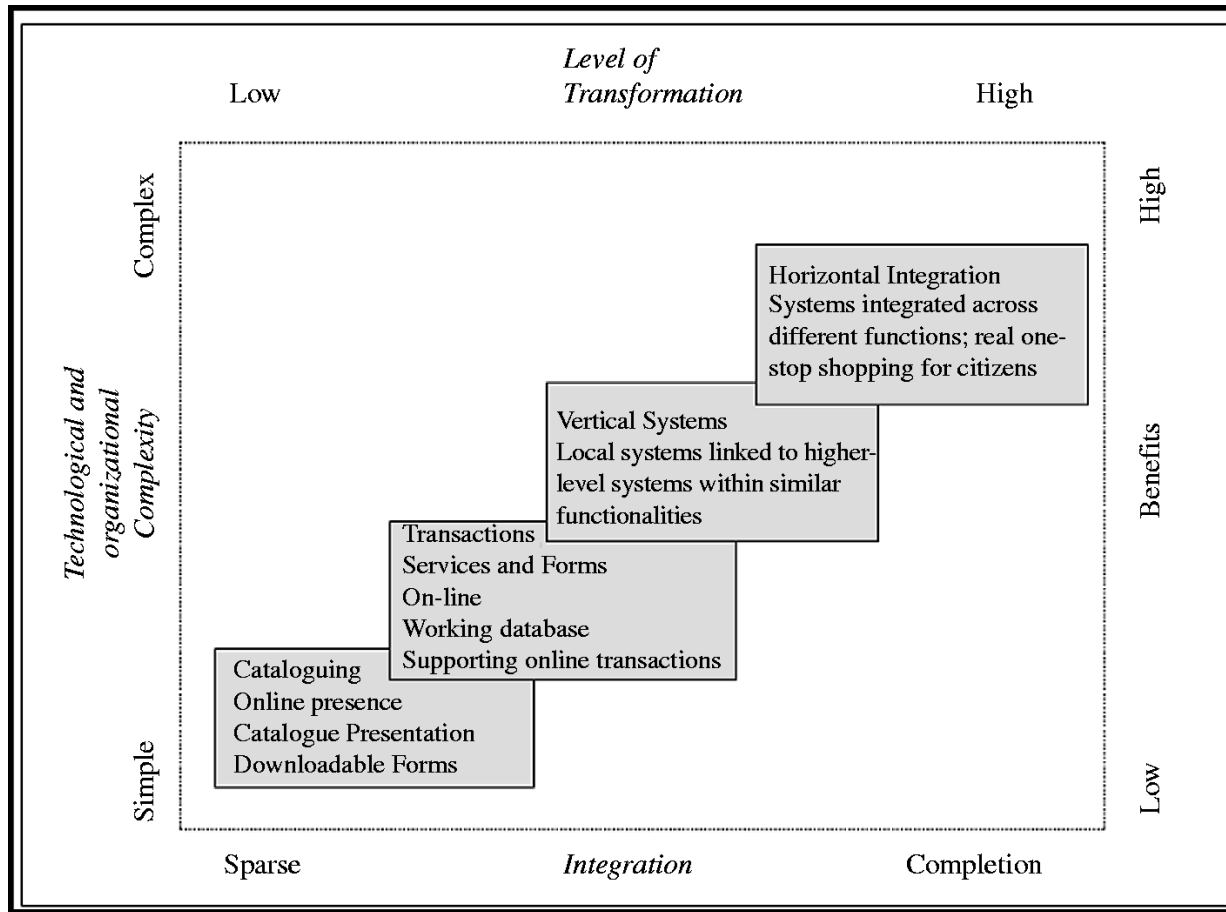 Level of
Transformation
Low
High
Complex
Technological and
organizational
Complexity
Simple
High
Benefits
Low
Horizontal Integration
Systems integrated across
different functions; real one-
stop shopping for citizens
Vertical Systems
Local systems linked to higher-
level systems within similar
functionalities
Transactions
Services and Forms
On-line
Working database
Supporting online transactions
Cataloguing
Online presence
Catalogue Presentation
Downloadable Forms
Sparse
Integration
Completion